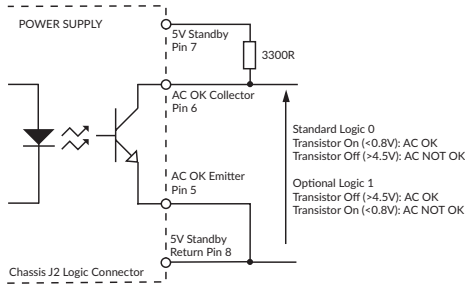 POWER SUPPLY
5V Standby
Pin 7
3300R
AC OK Collector
Pin 6
Standard Logic 0
Transistor On (<0.8V): AC OK
Transistor Off (>4.5V): AC NOT OK
Optional Logic 1
Transistor Off (>4.5V): AC OK
Transistor On (<0.8V): AC NOT OK
AC OK Emitter
Pin 5
5V Standby
Return Pin 8
Chassis J2 Logic Connector